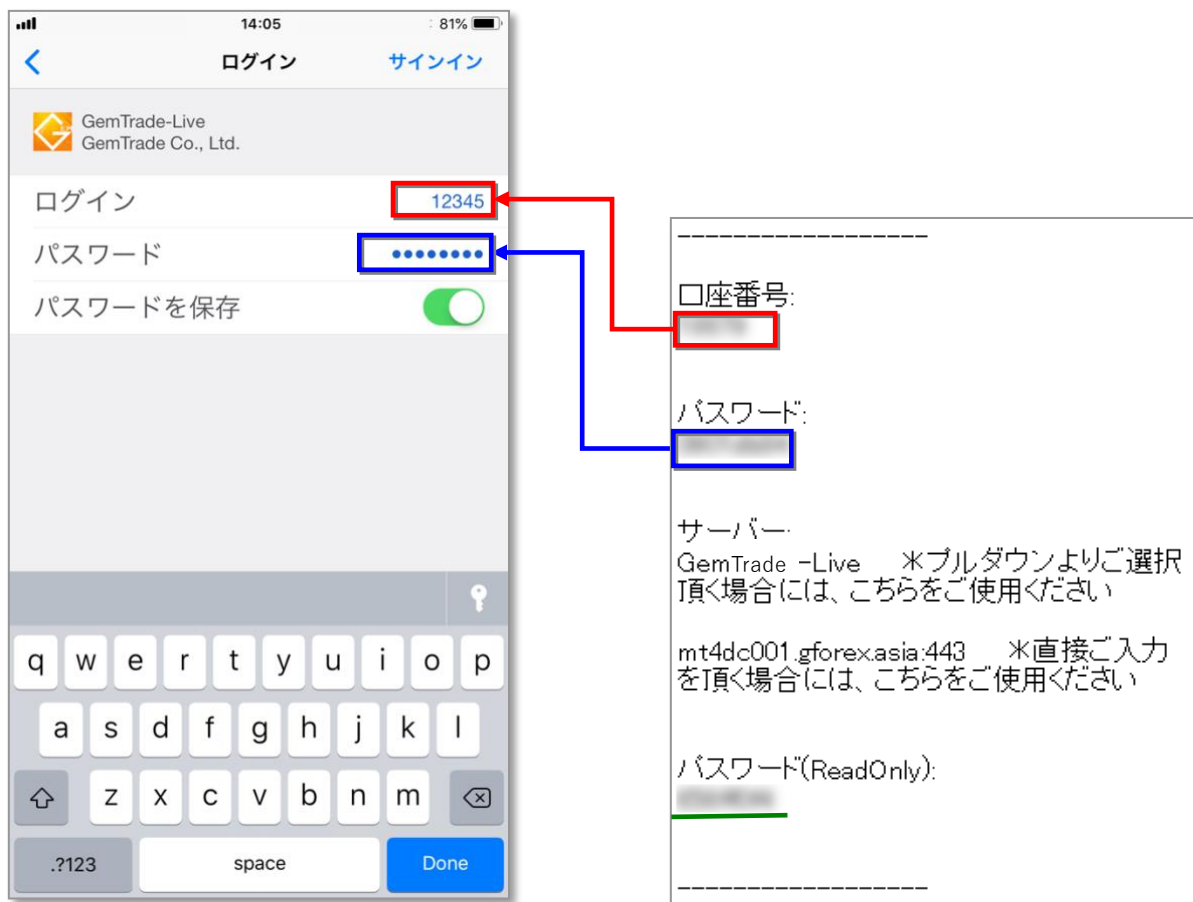 14:05
81%
ログイン
サインイン
GemTrade-Live
GemTrade Co., Ltd.
ログイン
12345
パスワード
••••••••
パスワードを保存
q w e r t y u i o p
a s d f g h j k l
z x c v b n m
.?123
space
Done
------------------
口座番号:
パスワード:
サーバー:
GemTrade -Live ＊プルダウンよりご選択
頂く場合には、こちらをご使用ください
mt4dc001.gforex.asia:443 ＊直接ご入力
を頂く場合には、こちらをご使用ください
パスワード(ReadOnly):
------------------